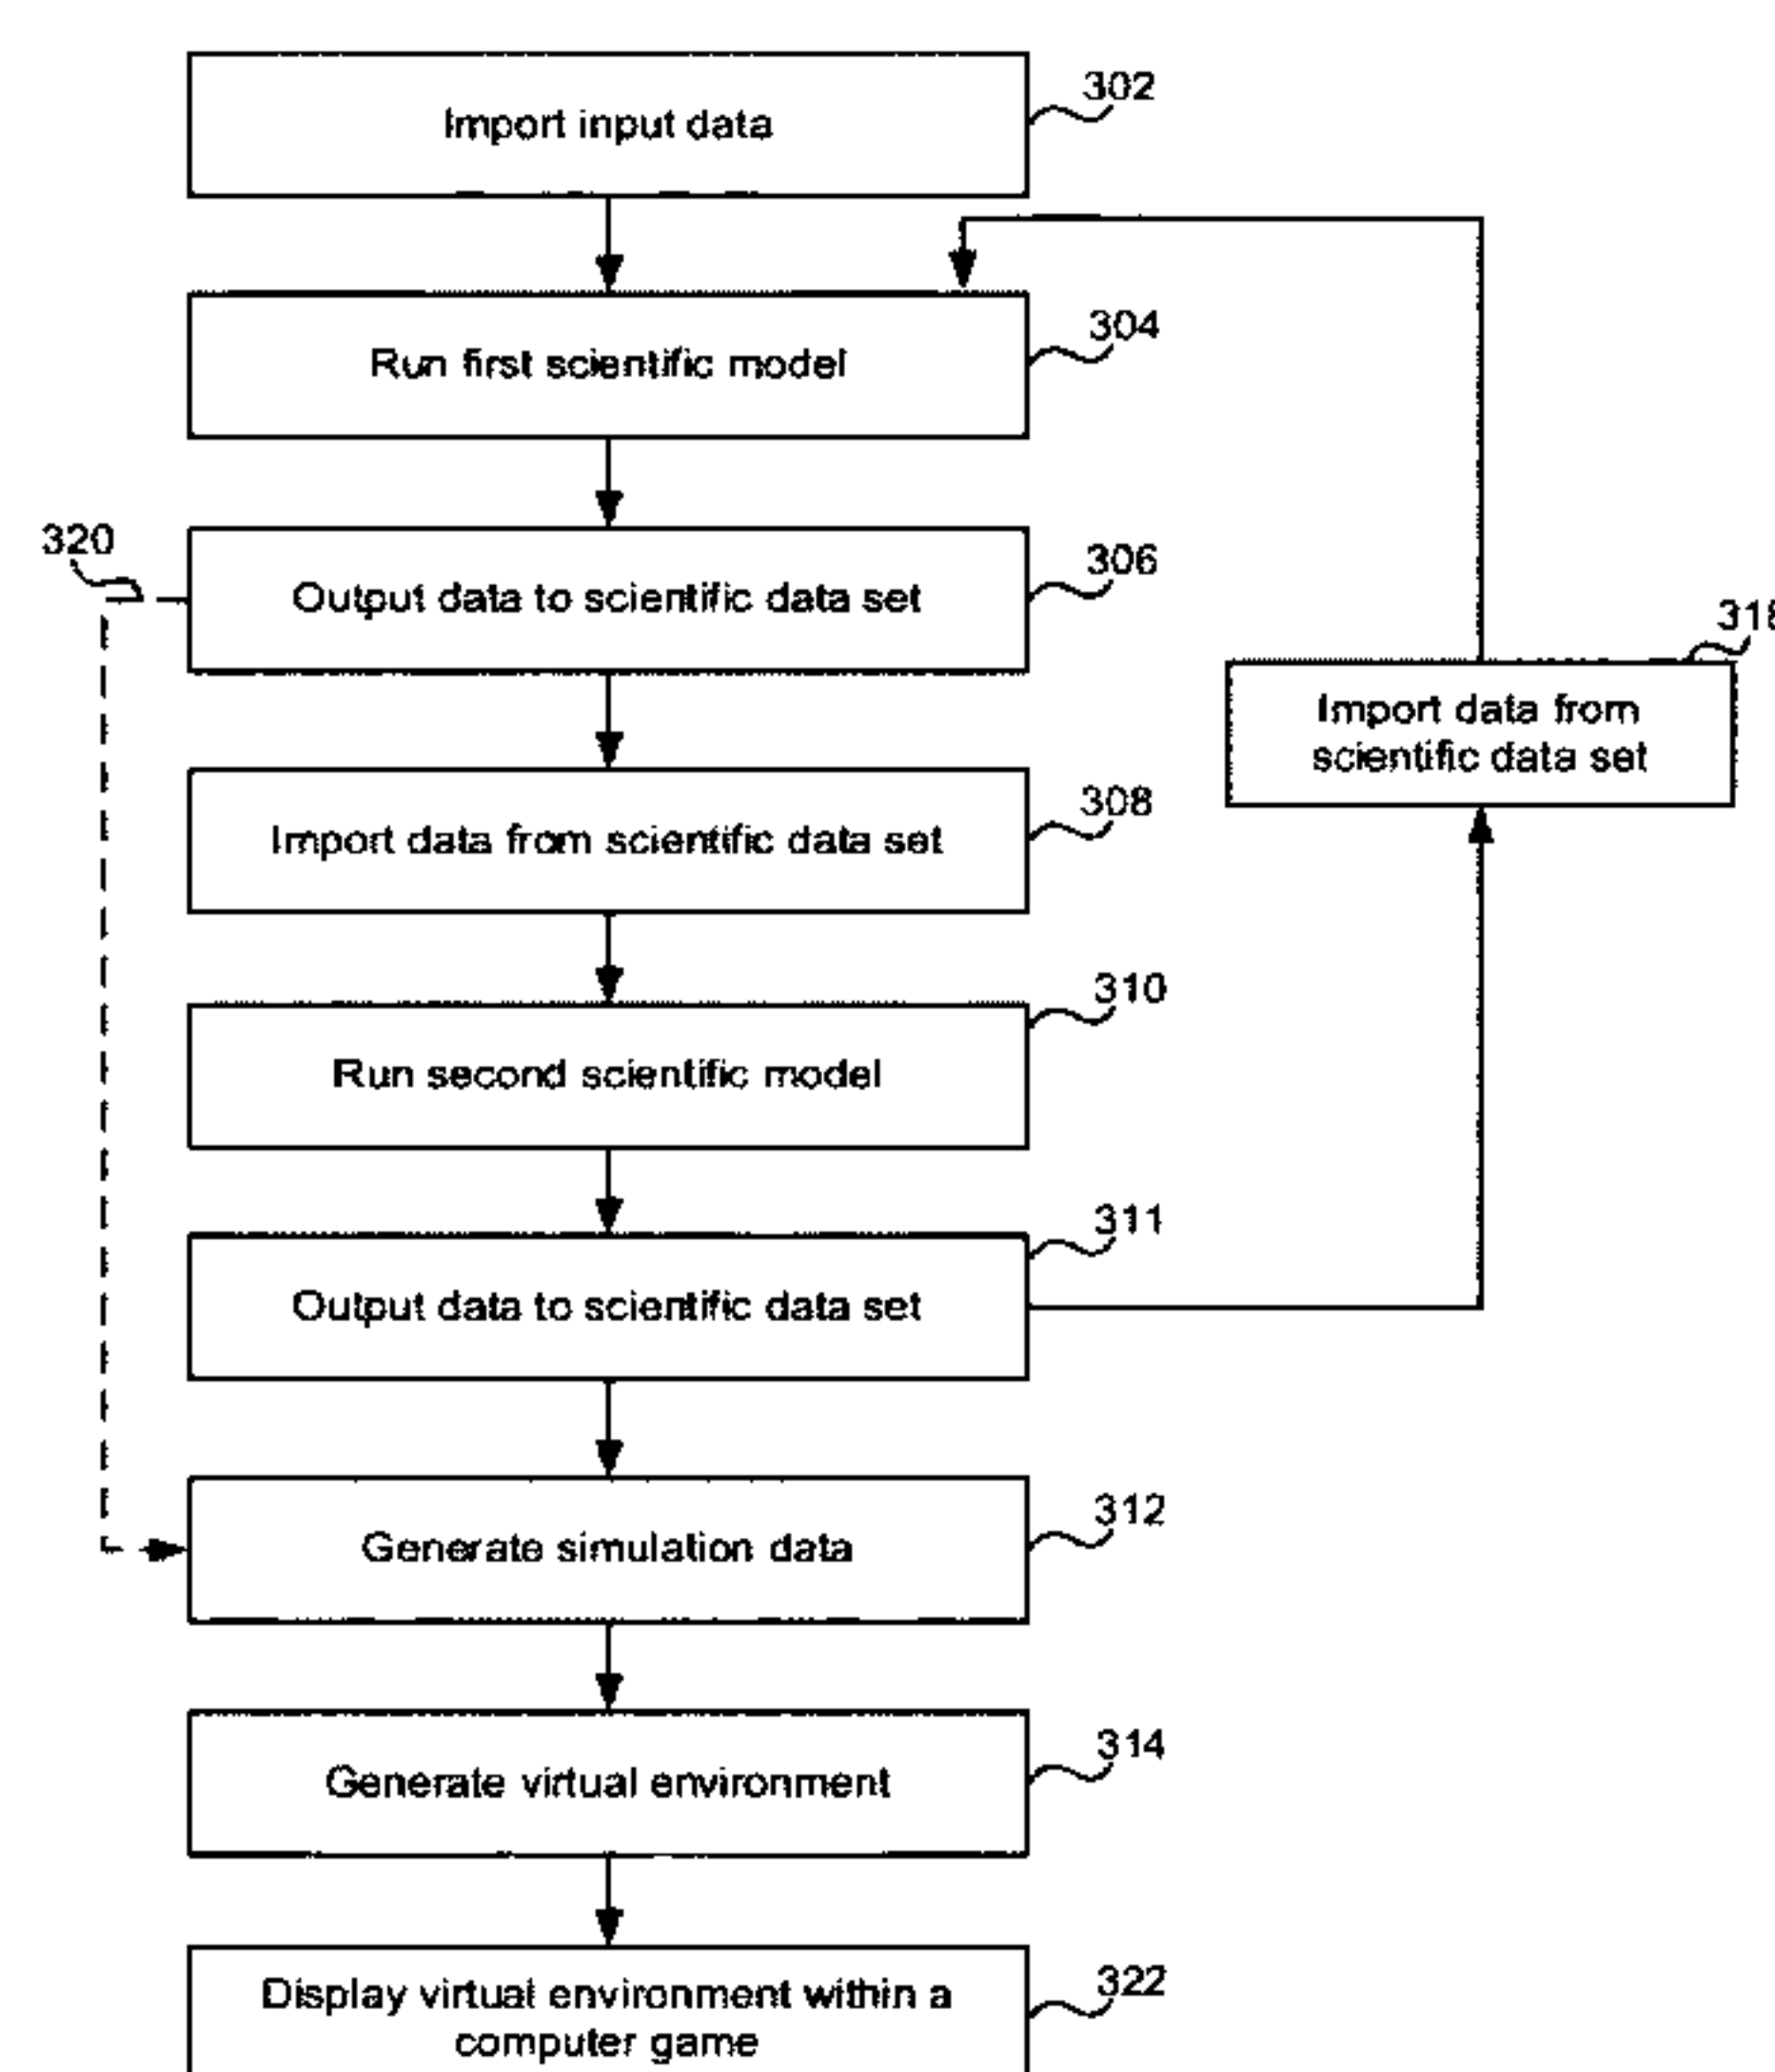 302
Import input data
304
Run first scientific model
320
306
Output data to scientific data set
318
Import data from
scientific data set
308
Import data from scientific data set
310
Run second scientific model
311
Output data to scientific data set
312
Generate simulation data
314
Generate virtual environment
322
Display virtual environment within a
computer game